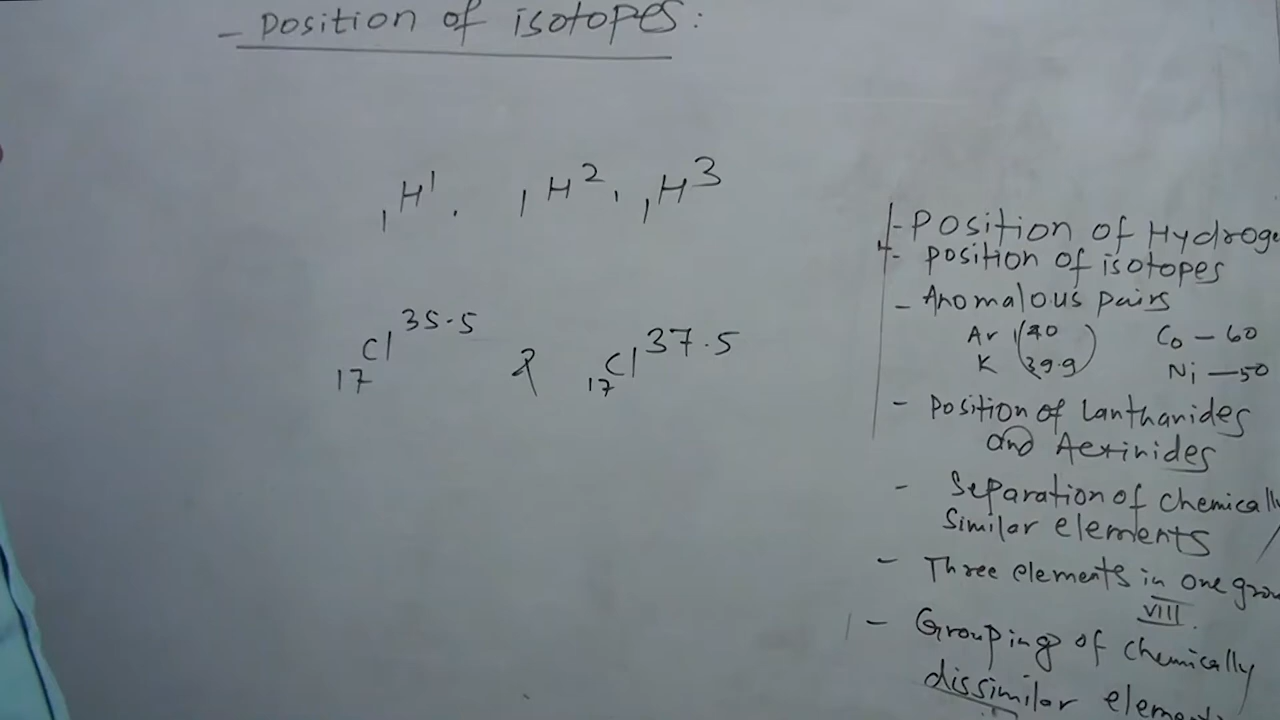 - Position of isotopes:
₁H¹. ₁H². ₁H³
₁₇Cl³⁵·⁵ & ₁₇Cl³⁷·⁵
- Position of Hydroge
- Position of isotopes
- Anomalous pairs
Ar (40) Co - 60
K (39.9) Ni - 50
- Position of Lanthanides
and Aetinides
- Separation of chemically
similar elements
- Three elements in one grou
VIII.
- Grouping of chemically
dissimilar element